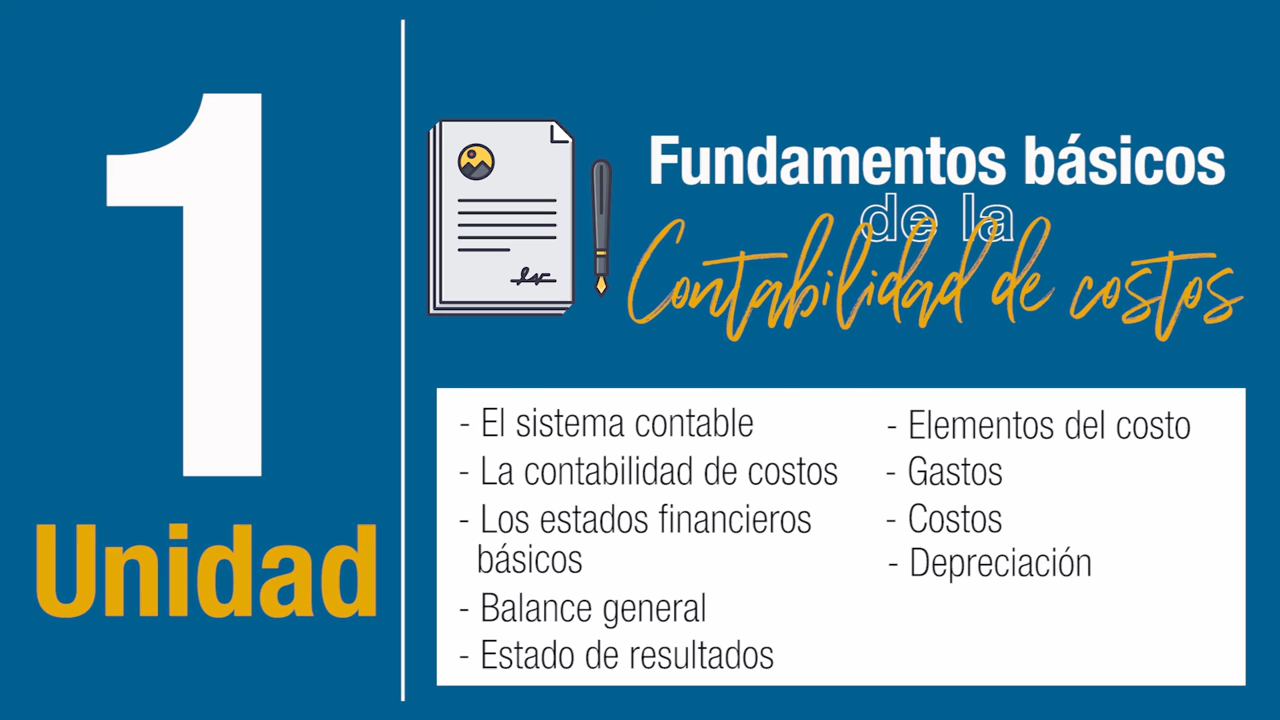 1
Unidad
Fundamentos básicos
de la
Contabilidad de costos
- El sistema contable
- La contabilidad de costos
- Los estados financieros
básicos
- Balance general
- Estado de resultados
- Elementos del costo
- Gastos
- Costos
- Depreciación